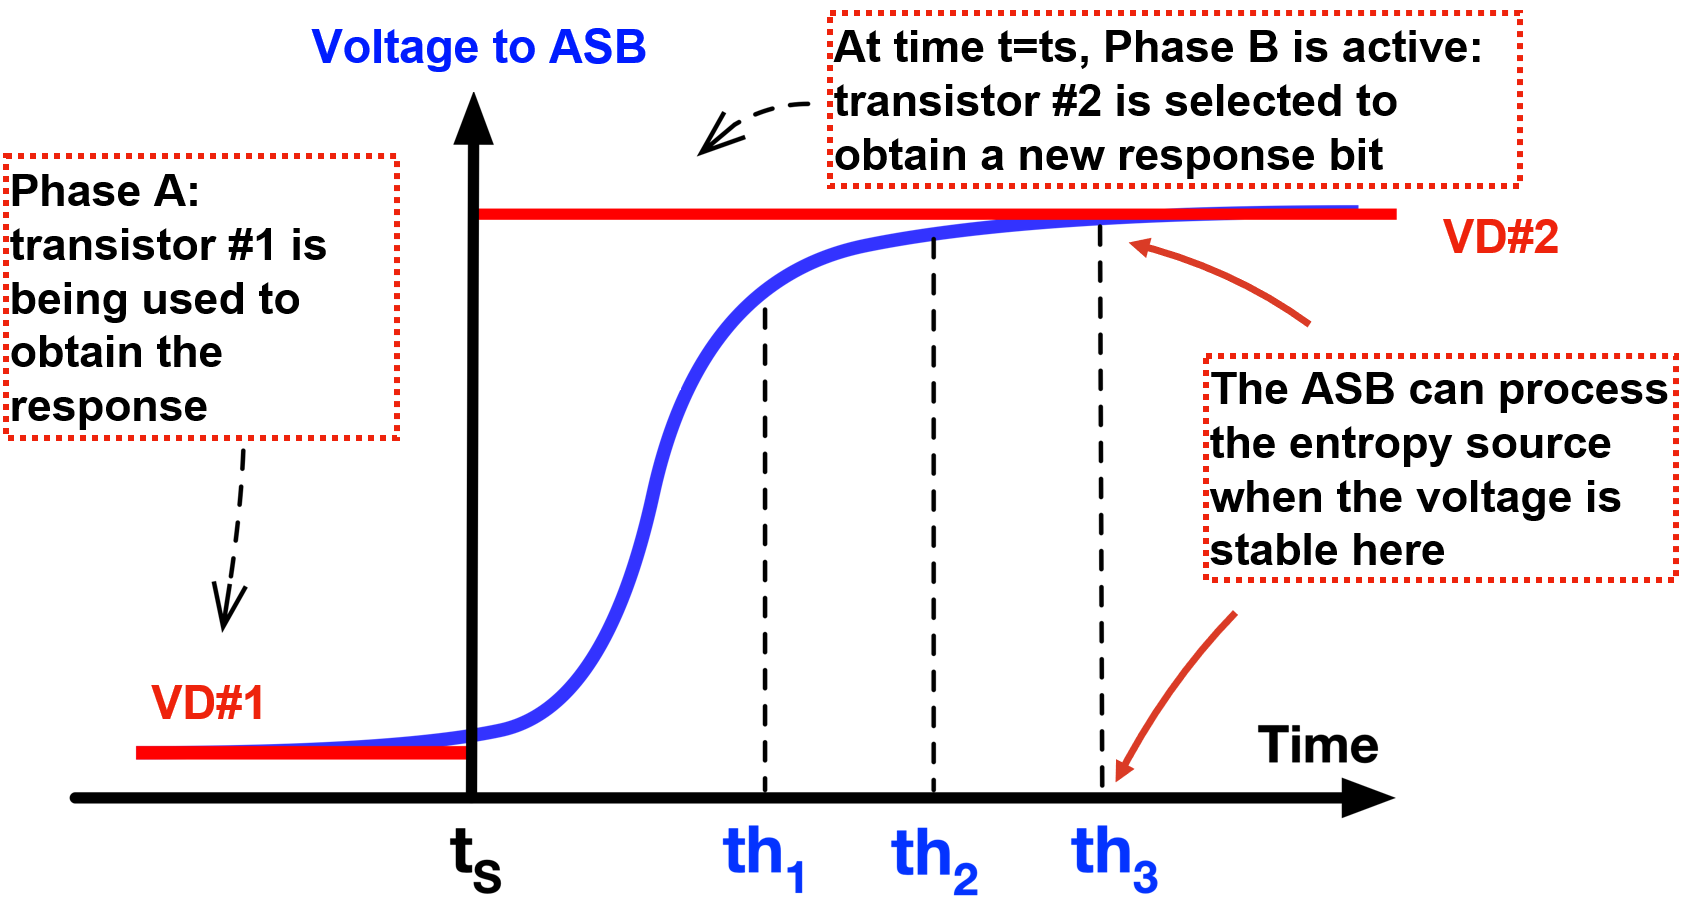 Voltage to ASB
At time t=ts, Phase B is active:
transistor #2 is selected to
obtain a new response bit
Phase A:
transistor #1 is
being used to
obtain the
response
VD#2
The ASB can process
the entropy source
when the voltage is
stable here
VD#1
Time
tS
th1
th2
th3